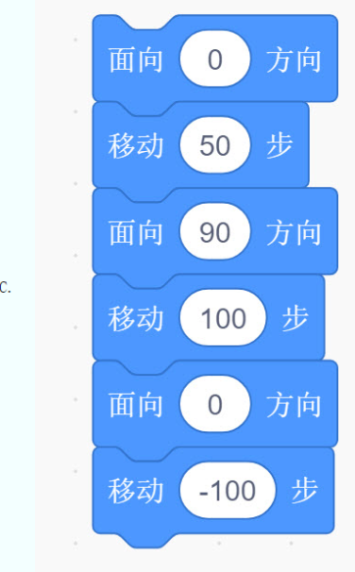 面向 0 方向
移动 50 步
面向 90 方向
c.
移动 100 步
面向 0 方向
移动 -100 步